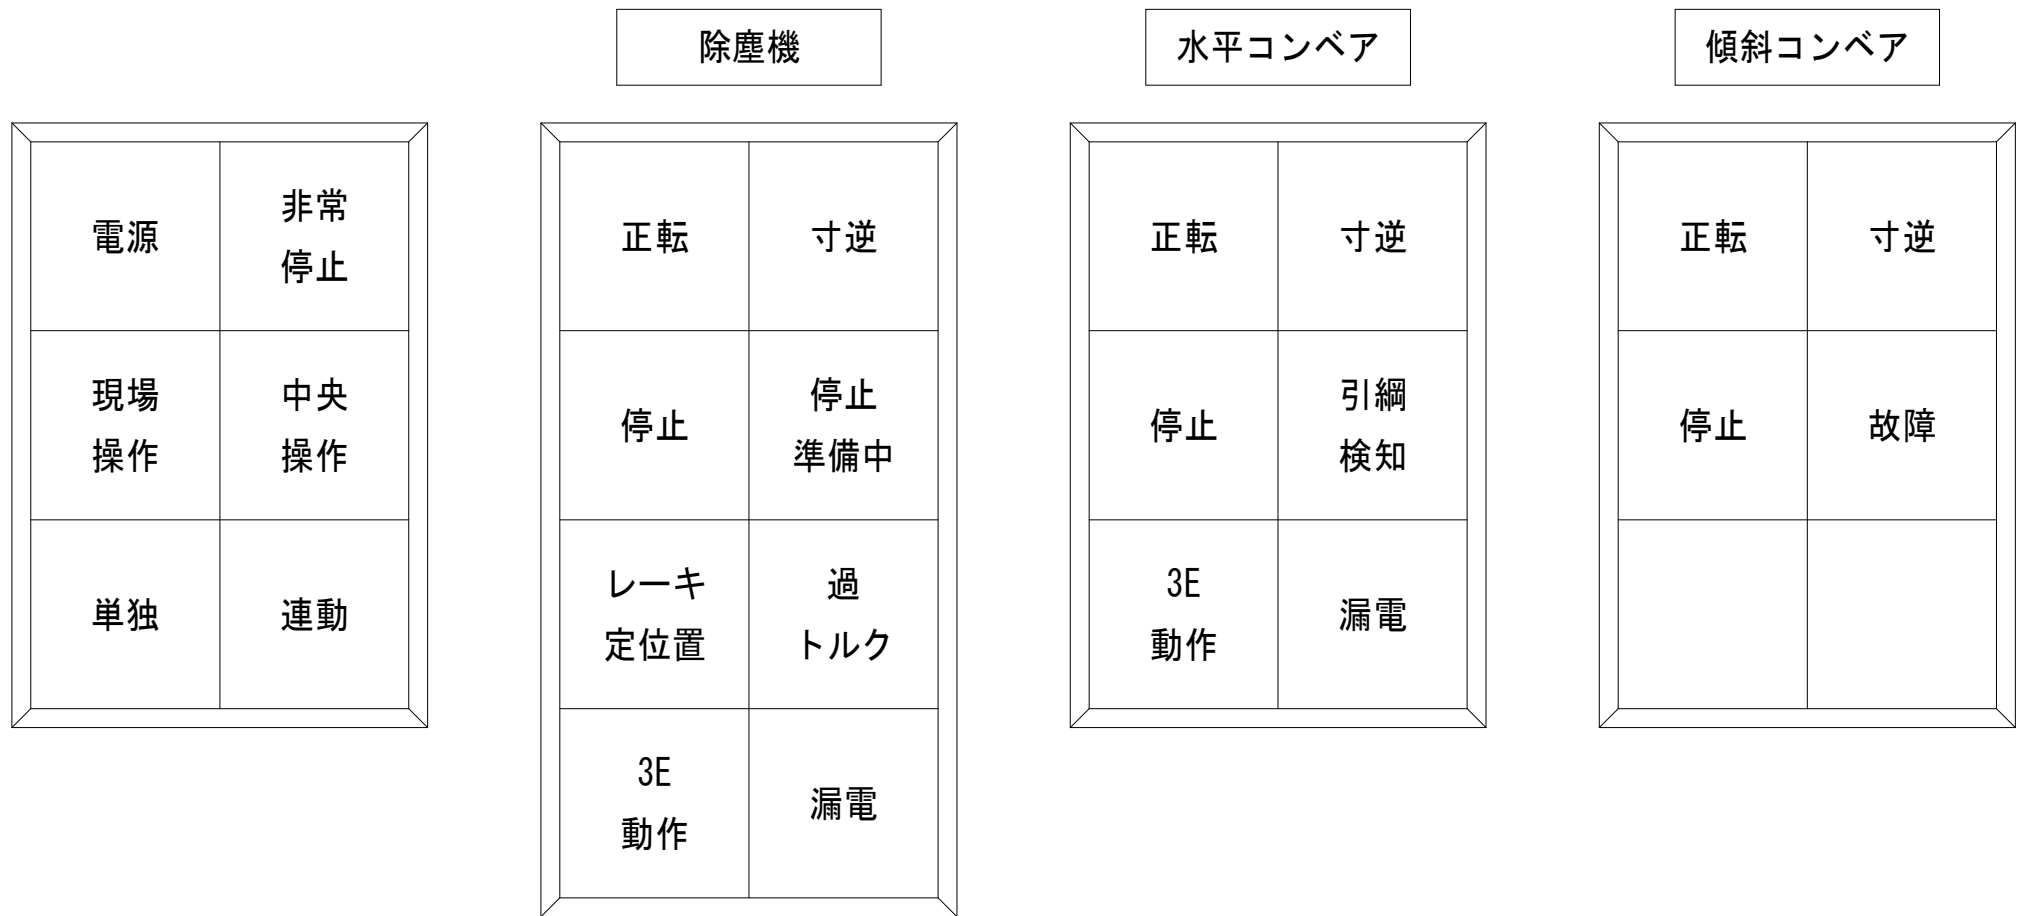 除塵機
水平コンベア
傾斜コンベア
電源
非常
停止
現場
操作
中央
操作
単独
連動
正転
寸逆
停止
停止
準備中
レーキ
定位置
過
トルク
3E
動作
漏電
正転
寸逆
停止
引綱
検知
3E
動作
漏電
正転
寸逆
停止
故障